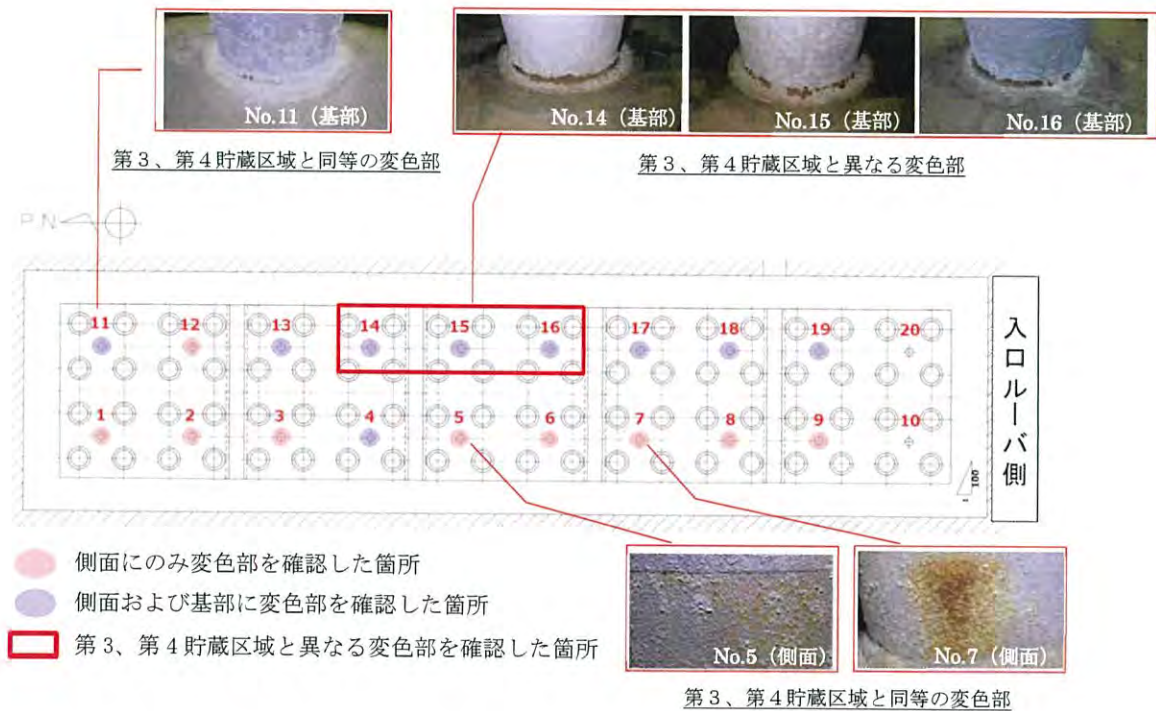 No.11（基部）
No.14（基部）
No.15（基部）
No.16（基部）
第３、第４貯蔵区域と同等の変色部
第３、第４貯蔵区域と異なる変色部
P.N
11 12 13 14 15 16 17 18 19 20
1 2 3 4 5 6 7 8 9 10
1
100
入口ルーバ側
側面にのみ変色部を確認した箇所
側面および基部に変色部を確認した箇所
第３、第４貯蔵区域と異なる変色部を確認した箇所
No.5（側面）
No.7（側面）
第３、第４貯蔵区域と同等の変色部